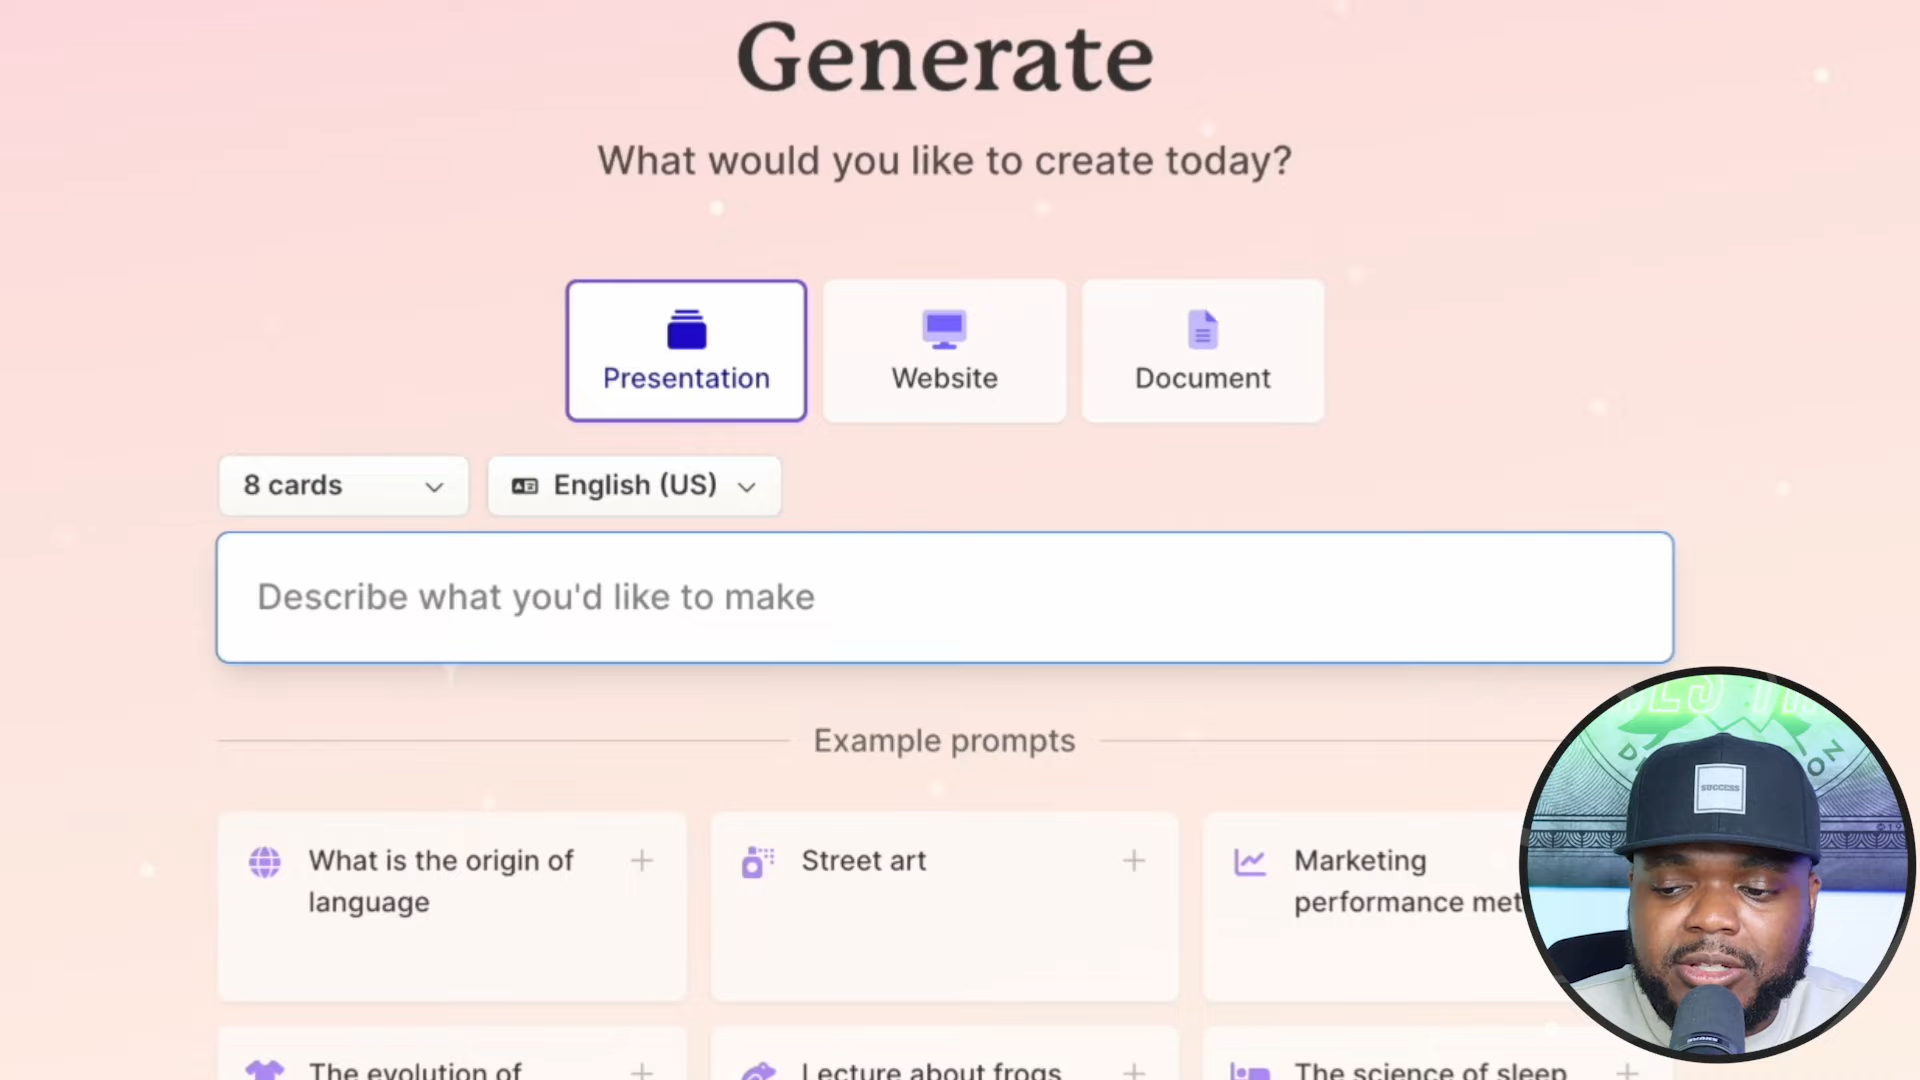 Generate
What would you like to create today?
Presentation
Website
Document
8 cards
English (US)
Describe what you'd like to make
Example prompts
What is the origin of
language
Street art
Marketing
performance met
The evolution of
Lecture about frogs
The science of sleep
SUCCESS